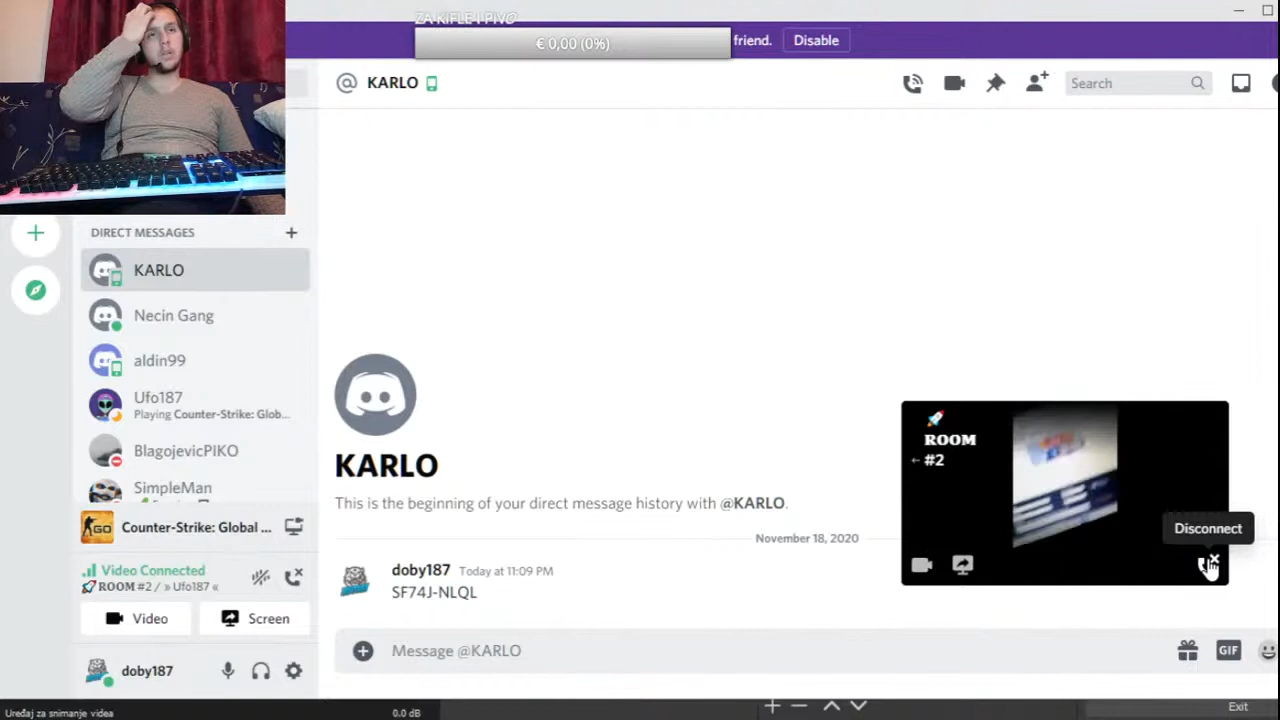 ZA KIFLE I PIVO
€ 0,00 (0%)
friend.
Disable
KARLO
Search
DIRECT MESSAGES
KARLO
Necin Gang
aldin99
Ufo187
Playing Counter-Strike: Glob...
BlagojevicPIKO
SimpleMan
Counter-Strike: Global ...
Video Connected
ROOM #2 / » Ufo187 «
Video
Screen
doby187
KARLO
This is the beginning of your direct message history with @KARLO.
November 18, 2020
doby187 Today at 11:09 PM
SF74J-NLQL
ROOM
← #2
Disconnect
Message @KARLO
GIF
Uređaj za snimanje videa
0.0 dB
Exit